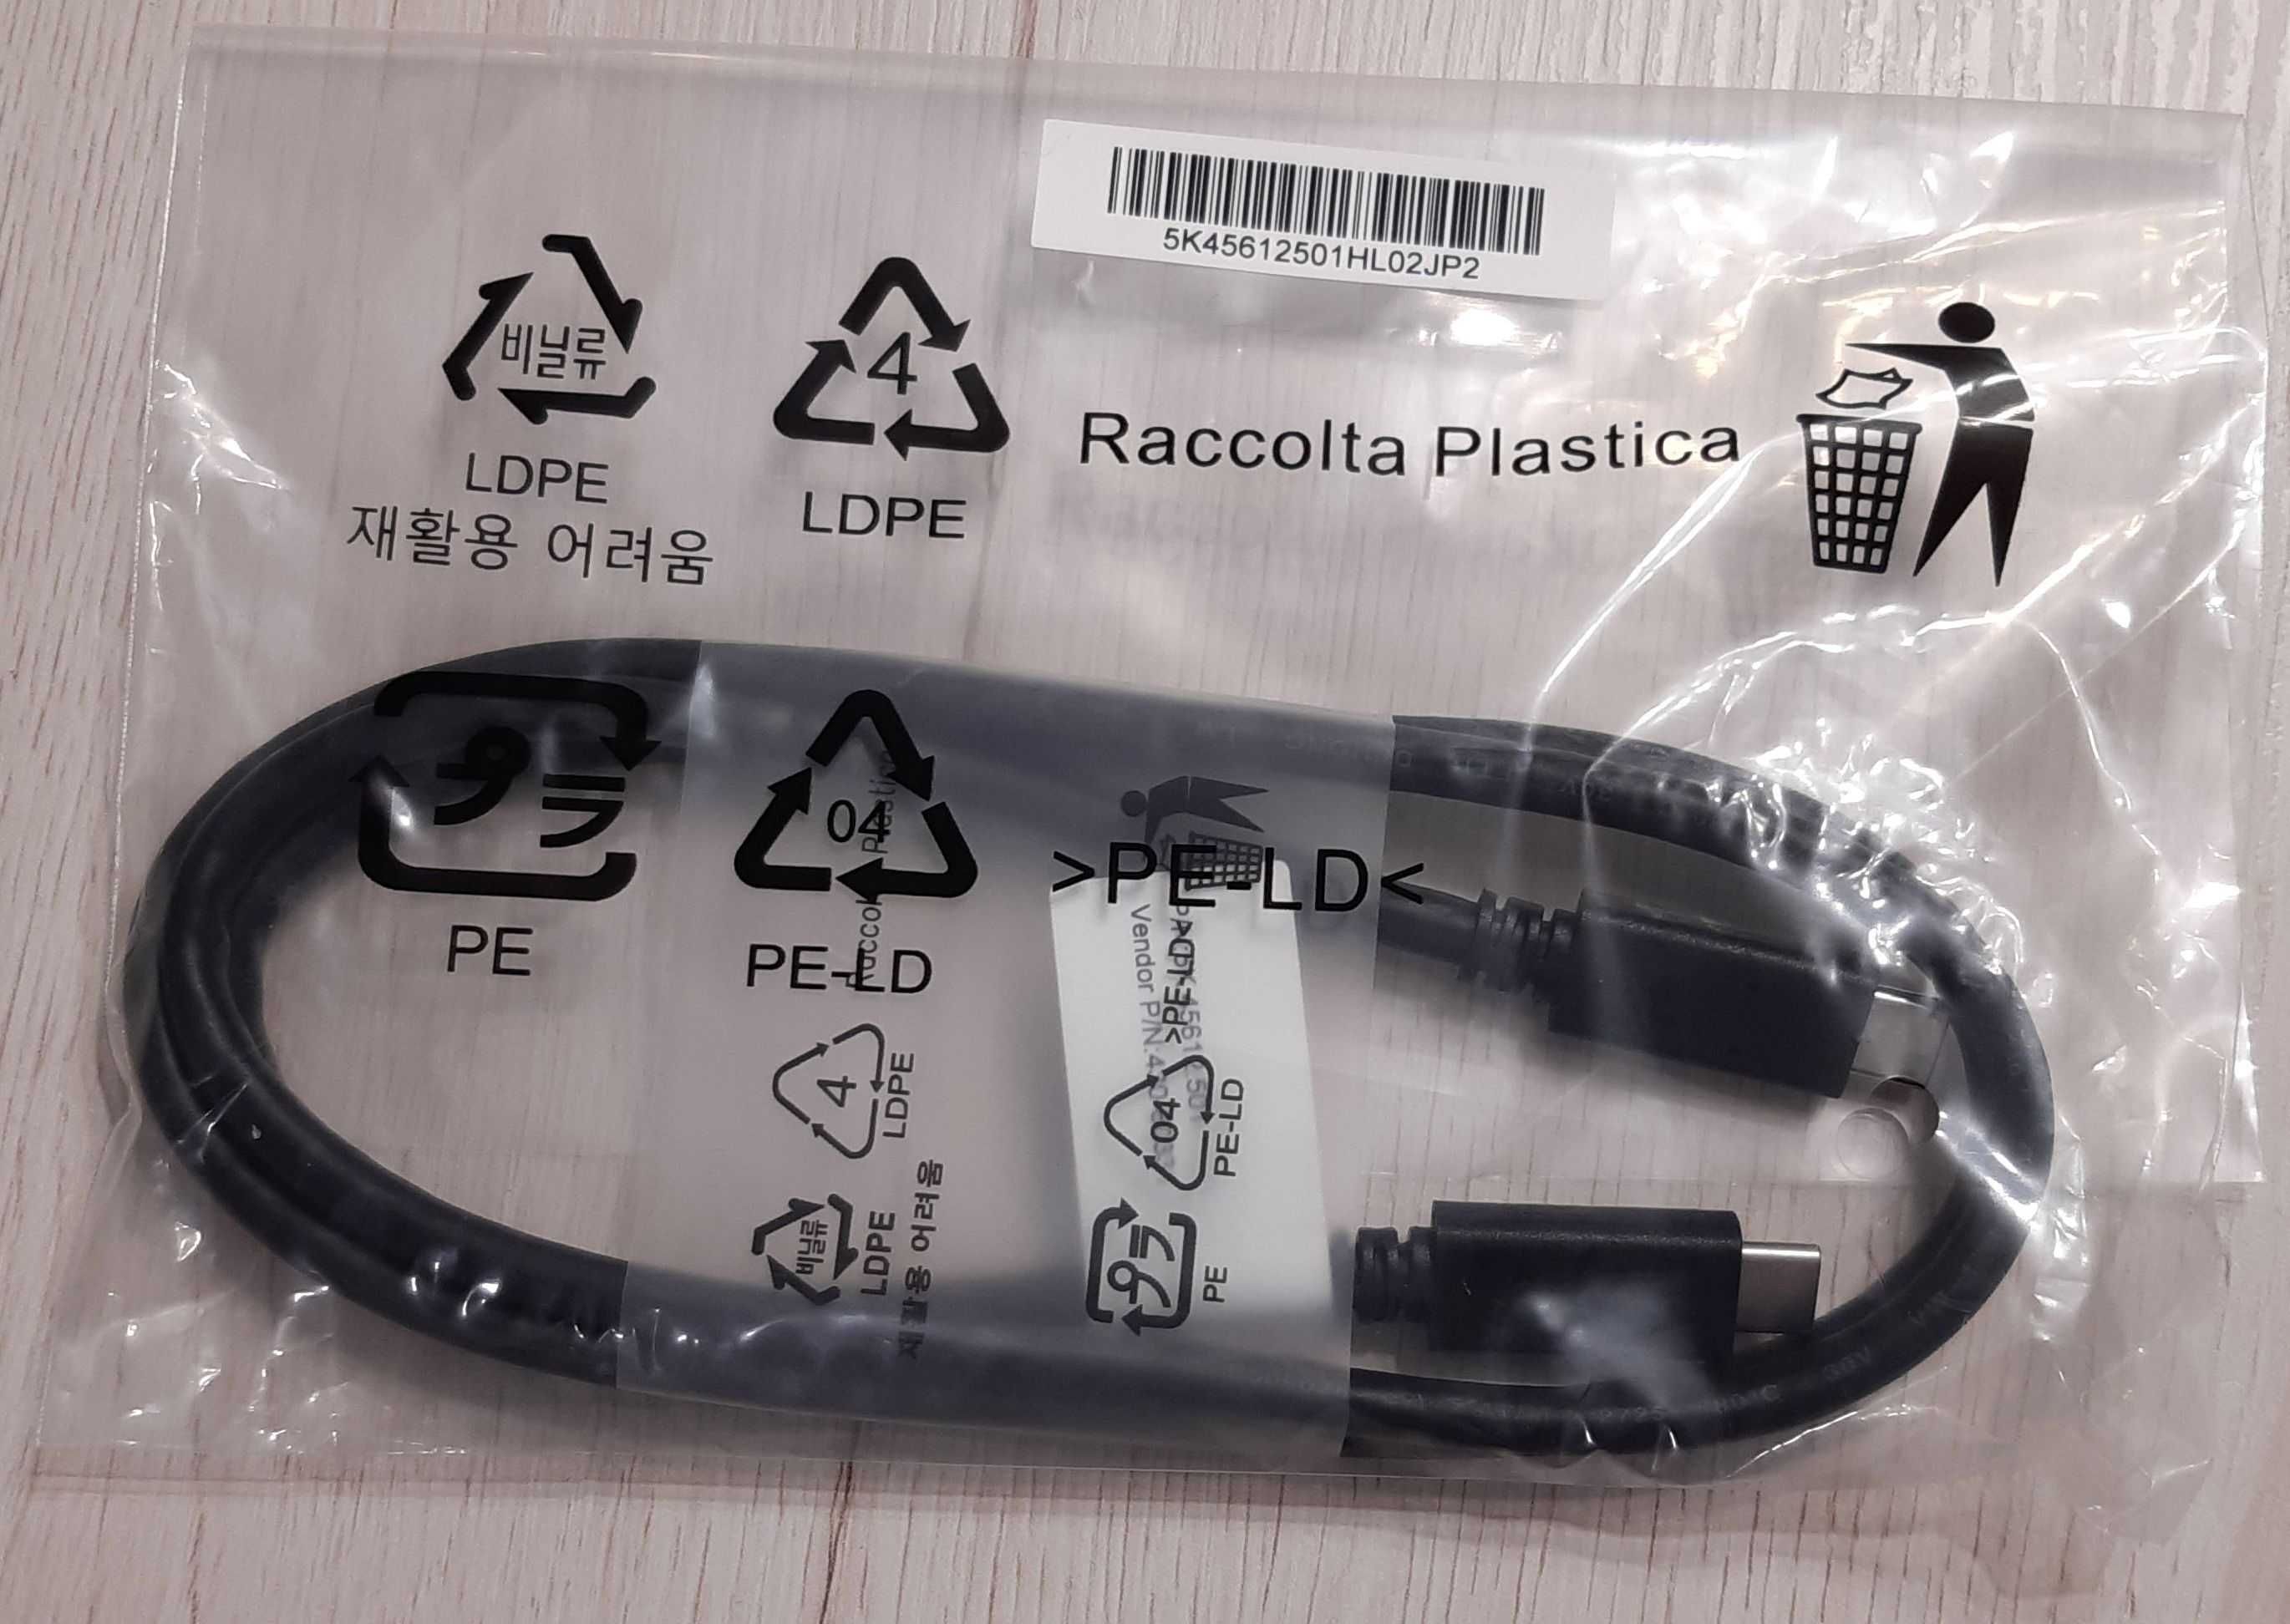 5K45612501HL02JP2
비닐류
LDPE
재활용 어려움
4
LDPE
Raccolta Plastica
プラ
PE
04
PE-LD
>PE-LD<
Plastica
Vendor P/N:
>PE-LD<
4
LDPE
04
PE-LD
비닐류
LDPE
재활용 어려움
プラ
PE